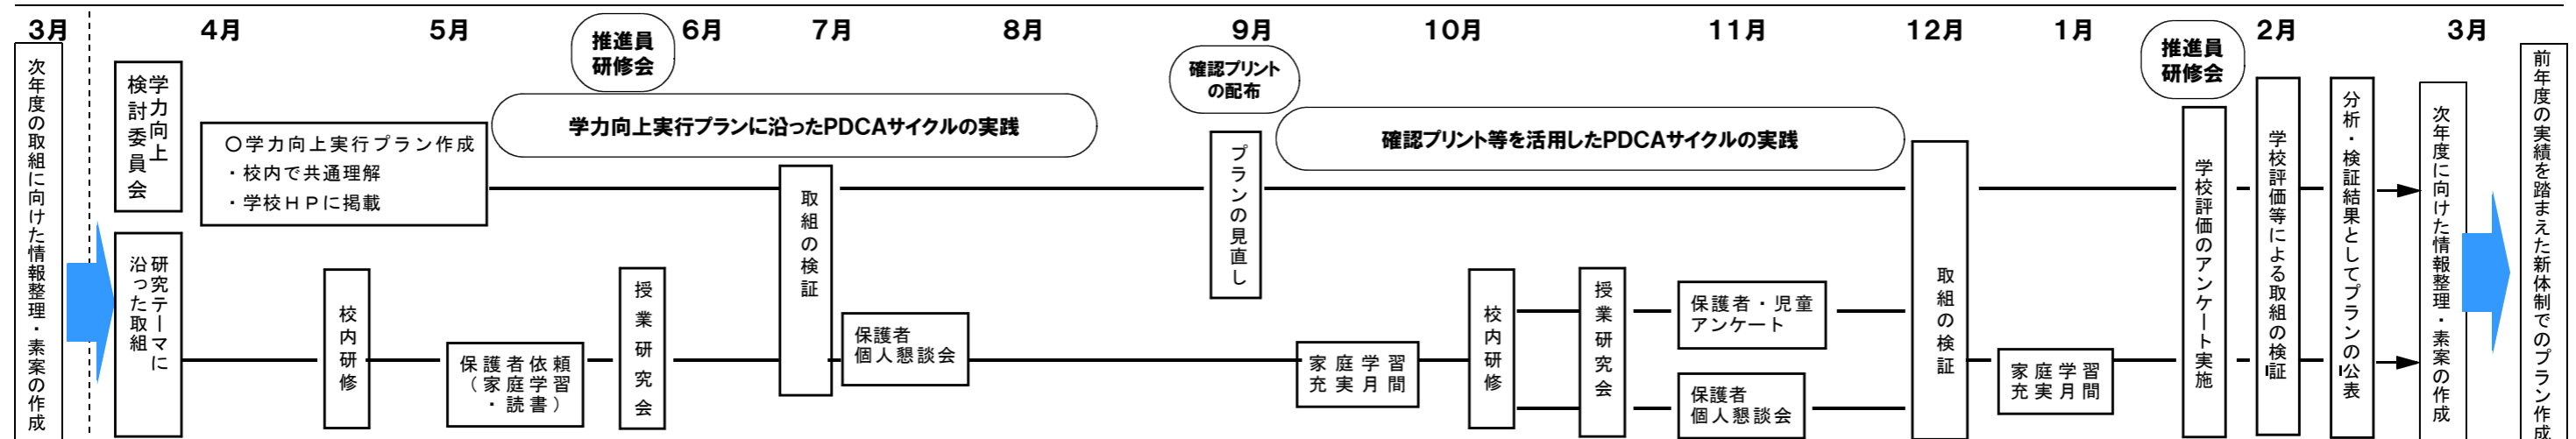 3月
4月
5月
6月
7月
8月
9月
10月
11月
12月
1月
2月
3月
次年度の取組に向けた情報整理・素案の作成
学力向上
検討委員会
研究テーマに
沿った取組
〇学力向上実行プラン作成
・校内で共通理解
・学校ＨＰに掲載
校内研修
保護者依頼
（家庭学習
・読書）
推進員
研修会
学力向上実行プランに沿ったPDCAサイクルの実践
授業研究会
取組の検証
保護者
個人懇談会
確認プリント
の配布
プランの見直し
確認プリント等を活用したPDCAサイクルの実践
家庭学習
充実月間
校内研修
授業研究会
保護者・児童
アンケート
保護者
個人懇談会
取組の検証
家庭学習
充実月間
推進員
研修会
学校評価のアンケート実施
学校評価等による取組の検証
分析・検証結果としてプランの公表
次年度に向けた情報整理・素案の作成
前年度の実績を踏まえた新体制でのプラン作成